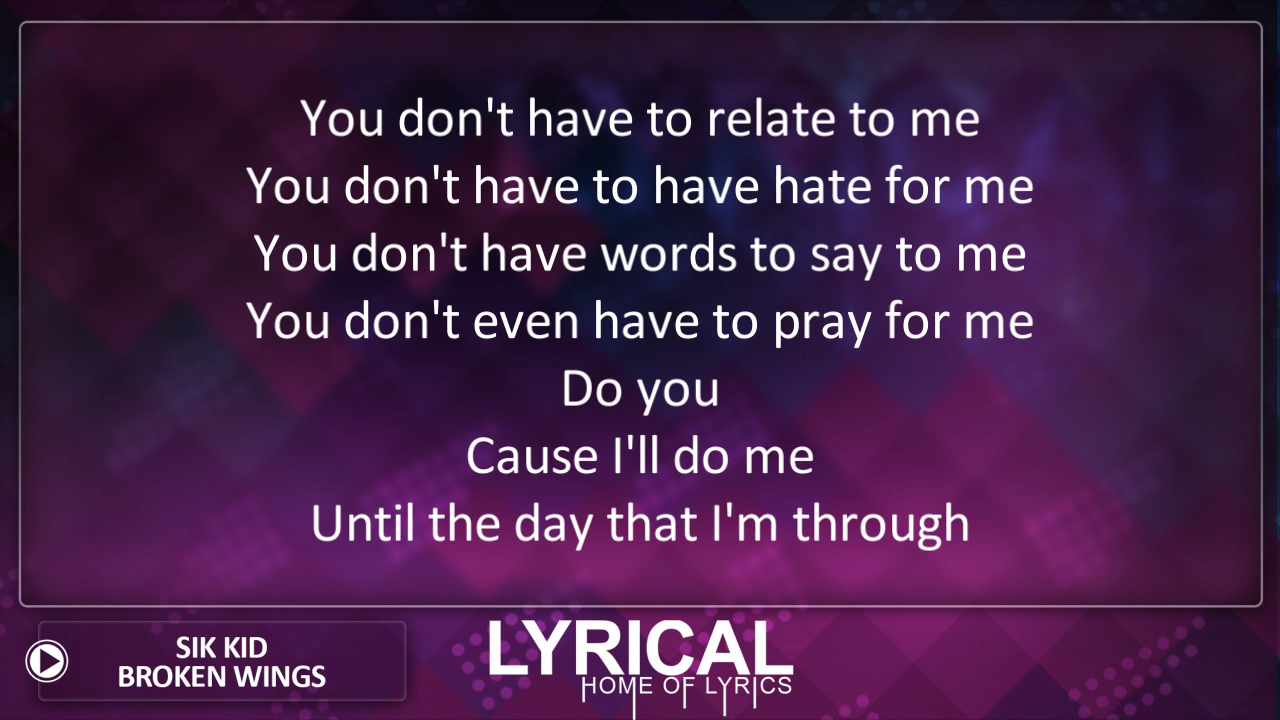 You don't have to relate to me
You don't have to have hate for me
You don't have words to say to me
You don't even have to pray for me
Do you
Cause I'll do me
Until the day that I'm through
SIK KID
BROKEN WINGS
LYRICAL
HOME OF LYRICS